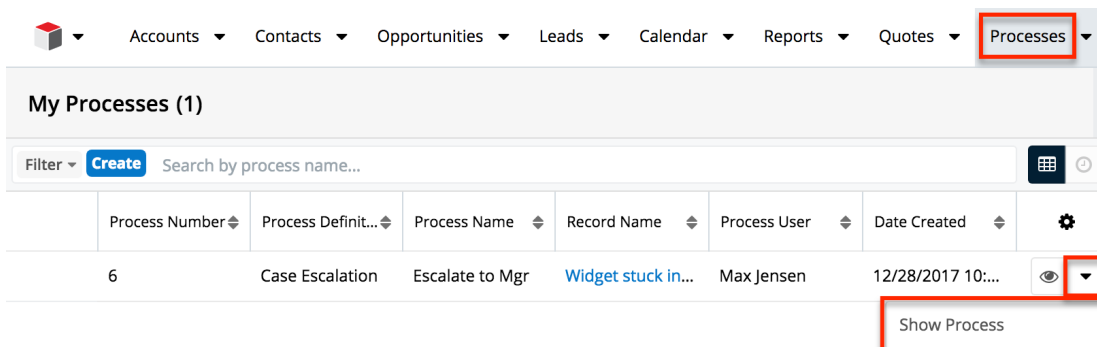 Accounts Contacts Opportunities Leads Calendar Reports Quotes Processes
My Processes (1)
Filter Create Search by process name...
Process Number Process Definit... Process Name Record Name Process User Date Created
6 Case Escalation Escalate to Mgr Widget stuck in... Max Jensen 12/28/2017 10:...
Show Process